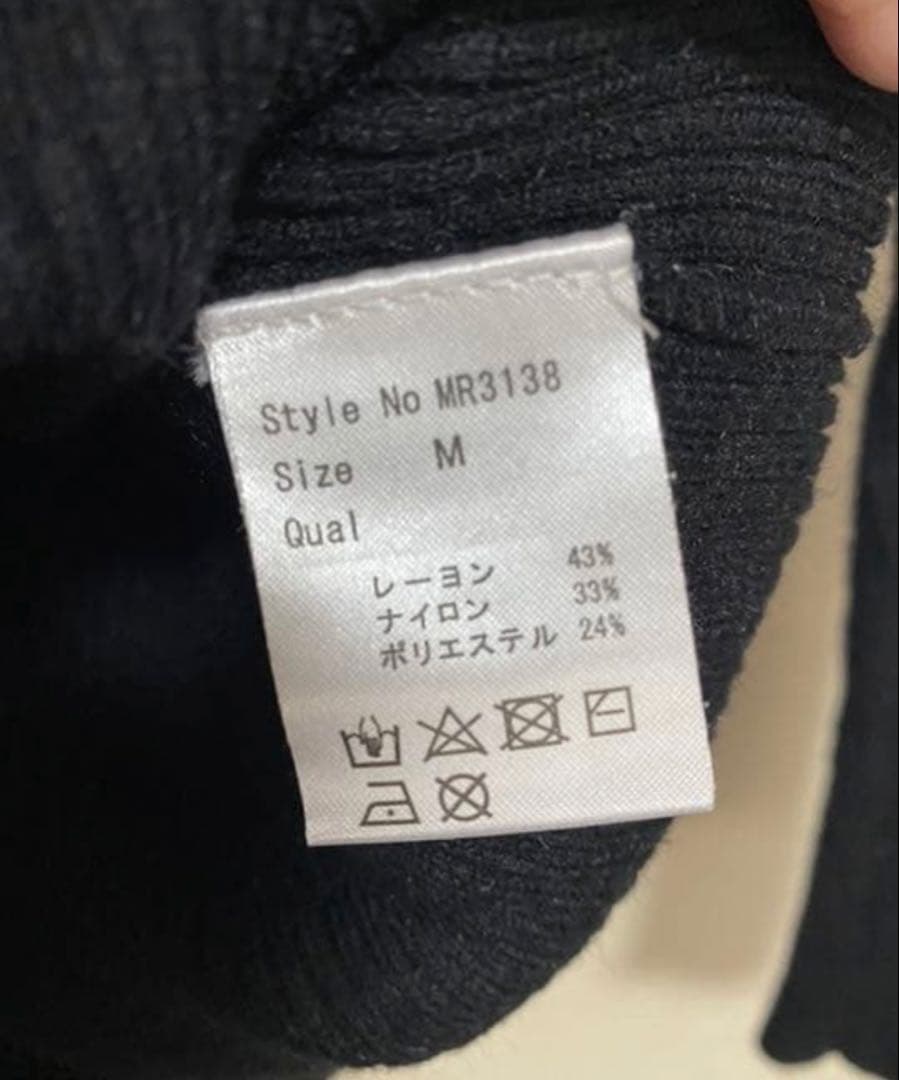 Style No MR3138
Size M
Qual
レーヨン 43%
ナイロン 33%
ポリエステル 24%